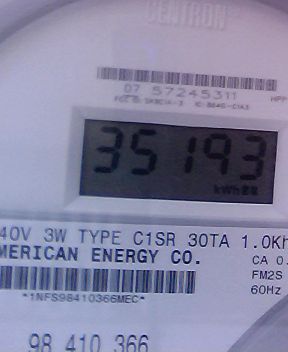 CENTRON
07 57245311
35193
kWh
40V 3W TYPE C1SR 30TA 1.0Kh
MERICAN ENERGY CO.
CA 0.
FM2S
60Hz
*1NFS98410366MEC*
98 410 366